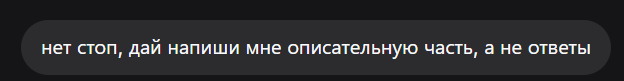 нет стоп, дай напиши мне описательную часть, а не ответы